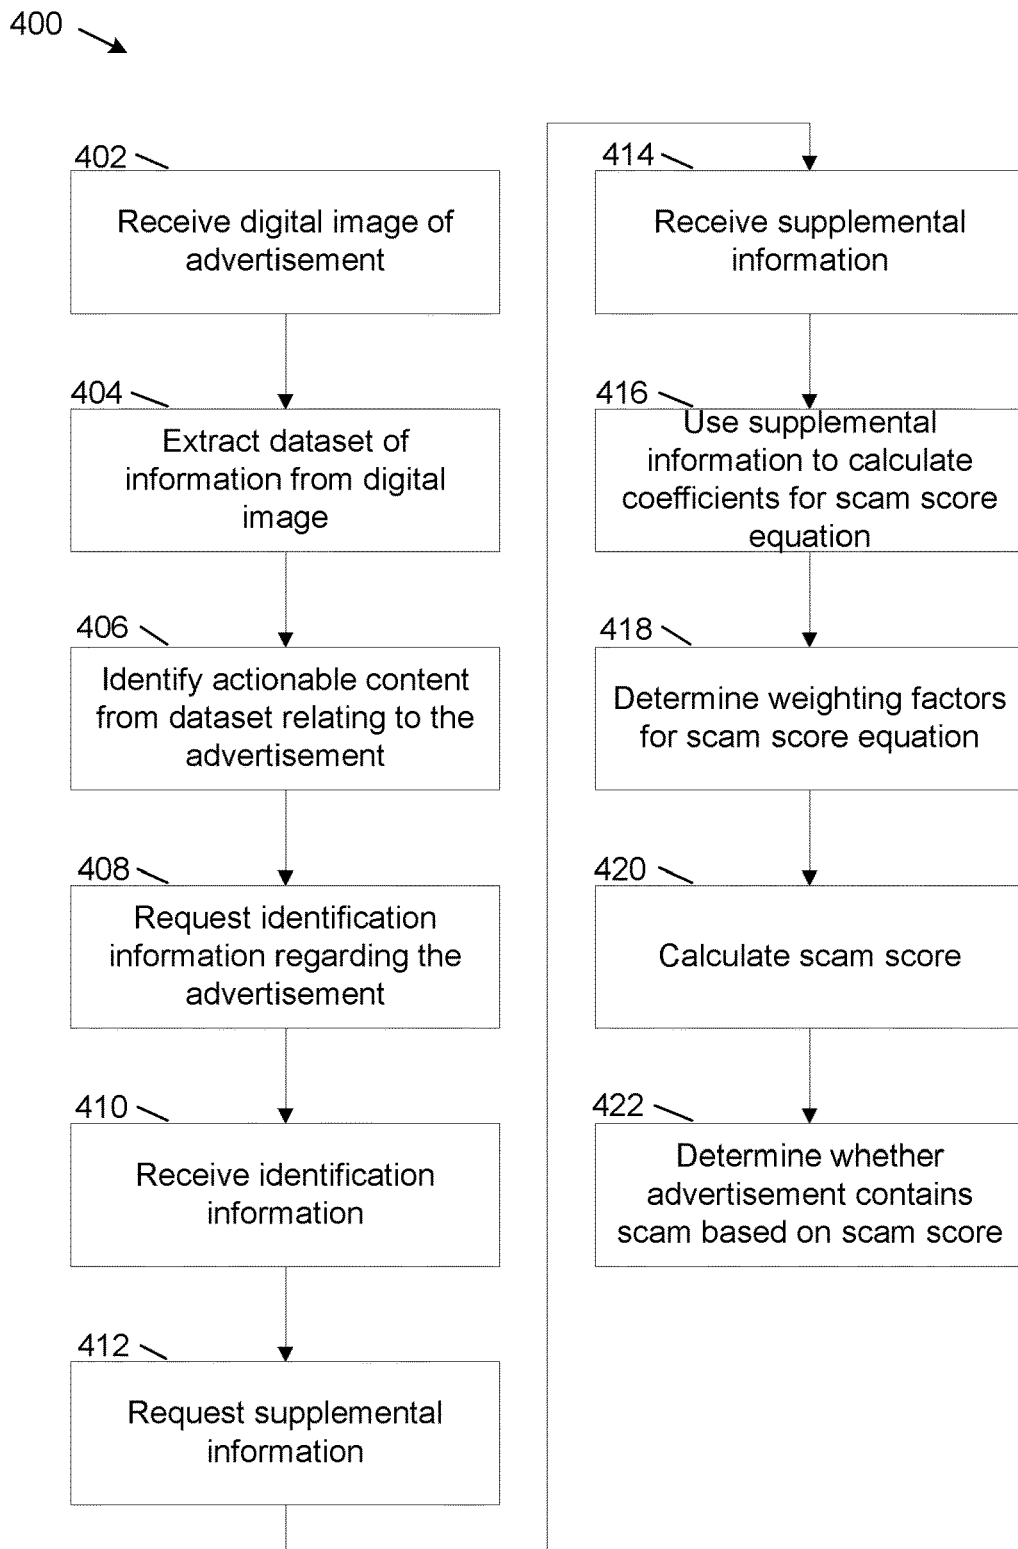 400
402
Receive digital image of
advertisement
404
Extract dataset of
information from digital
image
406
Identify actionable content
from dataset relating to the
advertisement
408
Request identification
information regarding the
advertisement
410
Receive identification
information
412
Request supplemental
information
414
Receive supplemental
information
416
Use supplemental
information to calculate
coefficients for scam score
equation
418
Determine weighting factors
for scam score equation
420
Calculate scam score
422
Determine whether
advertisement contains
scam based on scam score